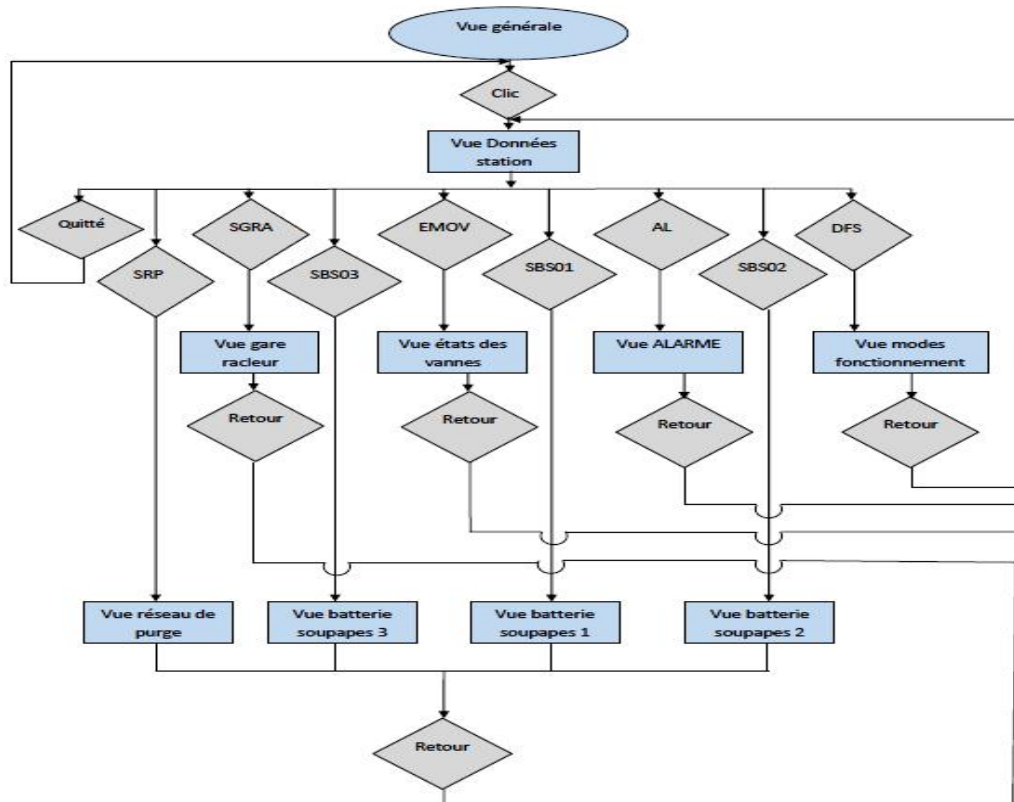 Vue générale
Clic
Vue Données
station
Quitté
SGRA
EMOV
AL
DFS
SRP
SBS03
SBS01
SBS02
Vue gare
racleur
Vue états des
vannes
Vue ALARME
Vue modes
fonctionnement
Retour
Retour
Retour
Retour
Vue réseau de
purge
Vue batterie
soupapes 3
Vue batterie
soupapes 1
Vue batterie
soupapes 2
Retour